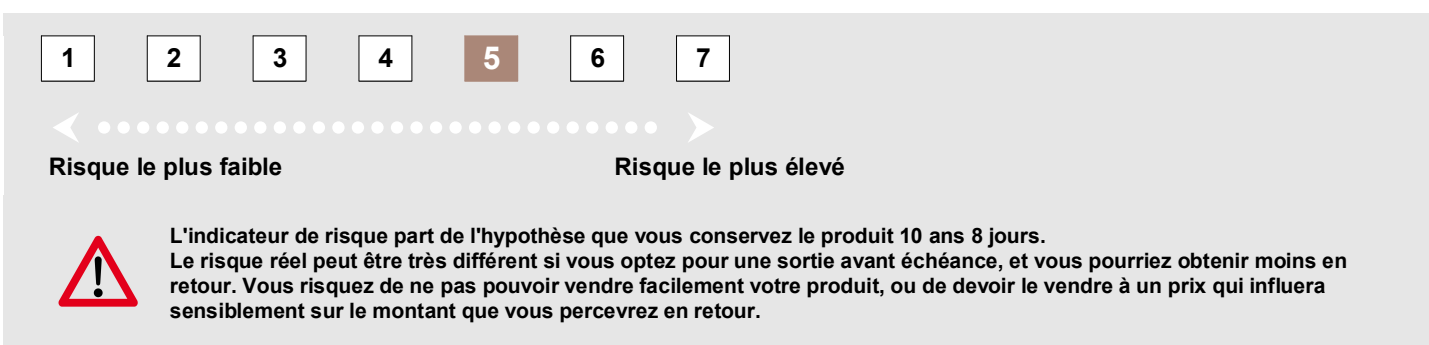 1 2 3 4 5 6 7
Risque le plus faible Risque le plus élevé
L'indicateur de risque part de l'hypothèse que vous conservez le produit 10 ans 8 jours.
Le risque réel peut être très différent si vous optez pour une sortie avant échéance, et vous pourriez obtenir moins en
retour. Vous risquez de ne pas pouvoir vendre facilement votre produit, ou de devoir le vendre à un prix qui influera
sensiblement sur le montant que vous percevrez en retour.